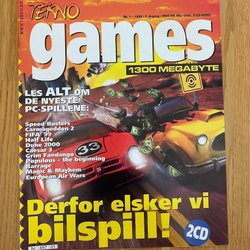 TEKNO
games
1300 MEGABYTE
LES ALT OM
DE NYESTE
PC-SPILLENE:
Speed Busters
Carmageddon 2
FIFA 99
Half Life
Dune 2000
Caesar 3
Grim Fandango
Populous - the beginning
Barrage
Magic & Mayhem
European Air Wars
33
Derfor elsker vi
bilspill!
2CD